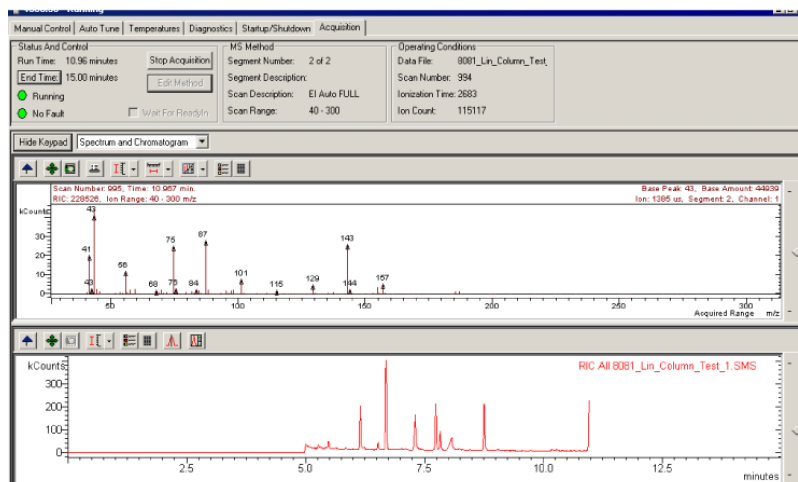 Manual Control Auto Tune Temperatures Diagnostics Startup/Shutdown Acquisition
Status And Control MS Method Operating Conditions
Run Time: 10.96 minutes Stop Acquisition Segment Number: 2 of 2 Data File: 8081_Lin_Column_Test_
End Time: 15.00 minutes Edit Method Segment Description: Scan Number: 994
Running Scan Description: EI Auto FULL Ionization Time: 2683
No Fault Wait For ReadyIn Scan Range: 40 - 300 Ion Count: 115117
Hide Keypad Spectrum and Chromatogram
Scan Number: 995, Time: 10.967 min. Base Peak: 43, Base Amount: 44939
RIC: 228526, Ion Range: 40 - 300 m/z Ion: 1385 us, Segment: 2, Channel: 1
kCounts
43
30
20
10
0
41
43
56
68
75
75
84
87
101
115
129
143
144
157
50 100 150 200 250 300
Acquired Range m/z
kCounts RIC All 8081_Lin_Column_Test_1.SMS
300
200
100
0
2.5 5.0 7.5 10.0 12.5
minutes